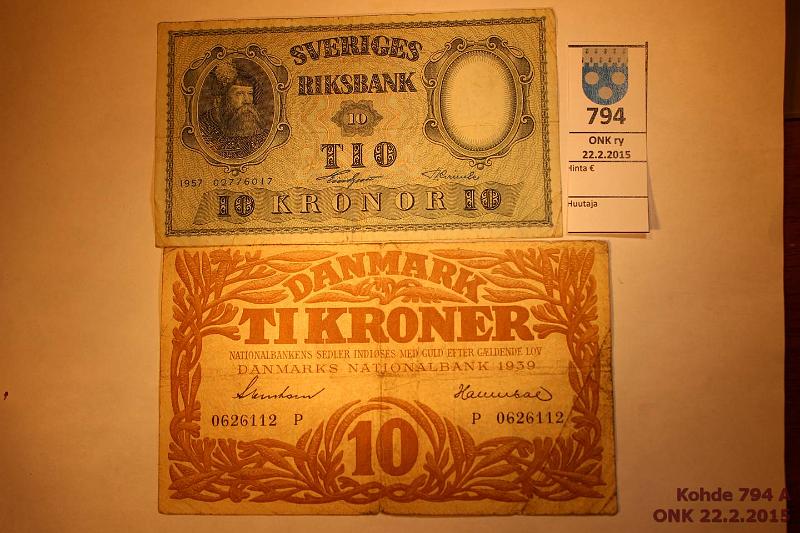 SVERIGES
RIKSBANK
10
TIO
1957 02776017
10 KRONOR 10
794
ONK ry
22.2.2015
Hinta €
Huutaja
DANMARK
TI KRONER
NATIONALBANKENS SEDLER INDLØSES MED GULD EFTER GÆLDENDE LOV
DANMARKS NATIONALBANK 1939
0626112 P P 0626112
10
Kohde 794 A
ONK 22.2.2015